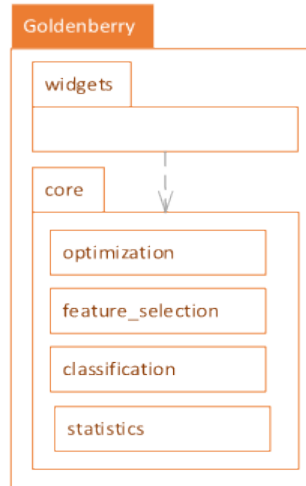 Goldenberry
widgets
core
optimization
feature_selection
classification
statistics